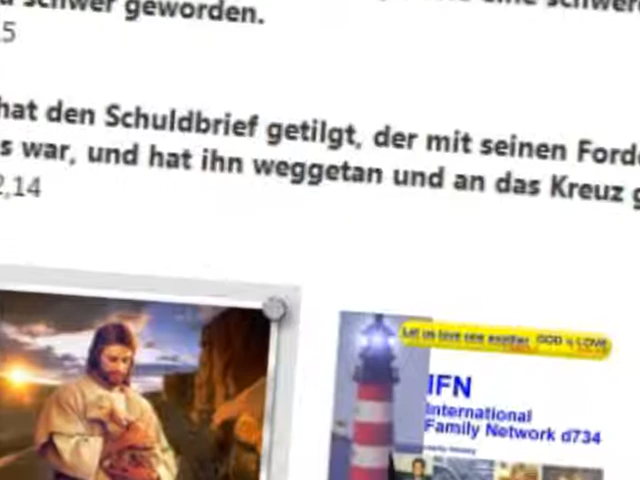 schwer geworden.
5
hat den Schuldbrief getilgt, der mit seinen Forde
s war, und hat ihn weggetan und an das Kreuz g
2,14
Let us love one another GOD is LOVE
IFN
International
Family Network d734